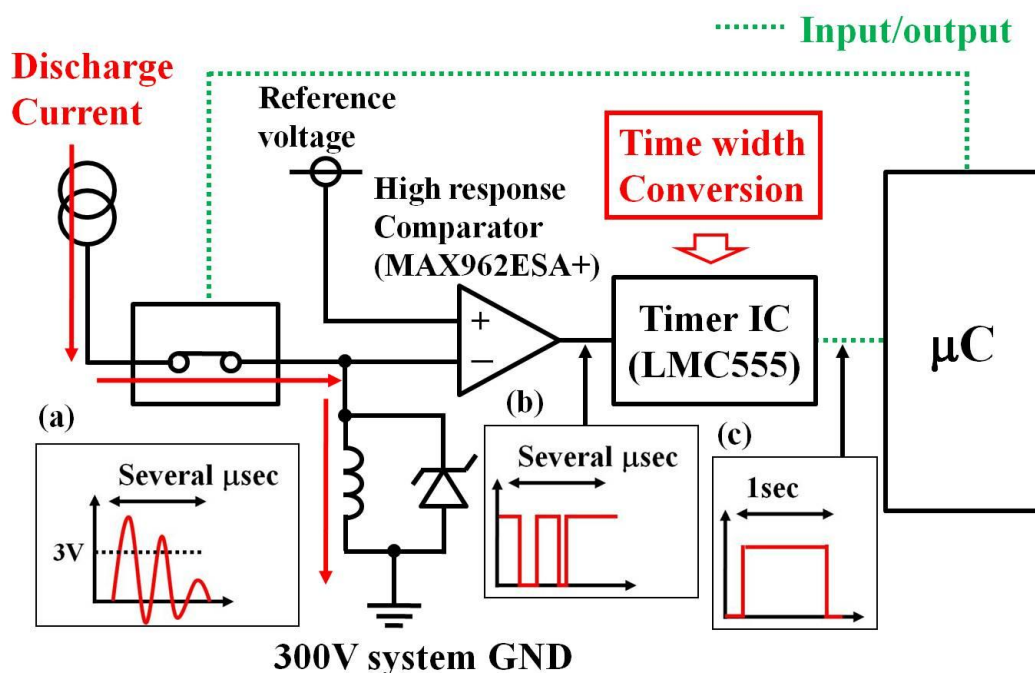 Input/output
Discharge
Current
Reference
voltage
High response
Comparator
(MAX962ESA+)
Time width
Conversion
+
−
Timer IC
(LMC555)
μC
(a)
Several μsec
3V
(b)
Several μsec
(c)
1sec
300V system GND